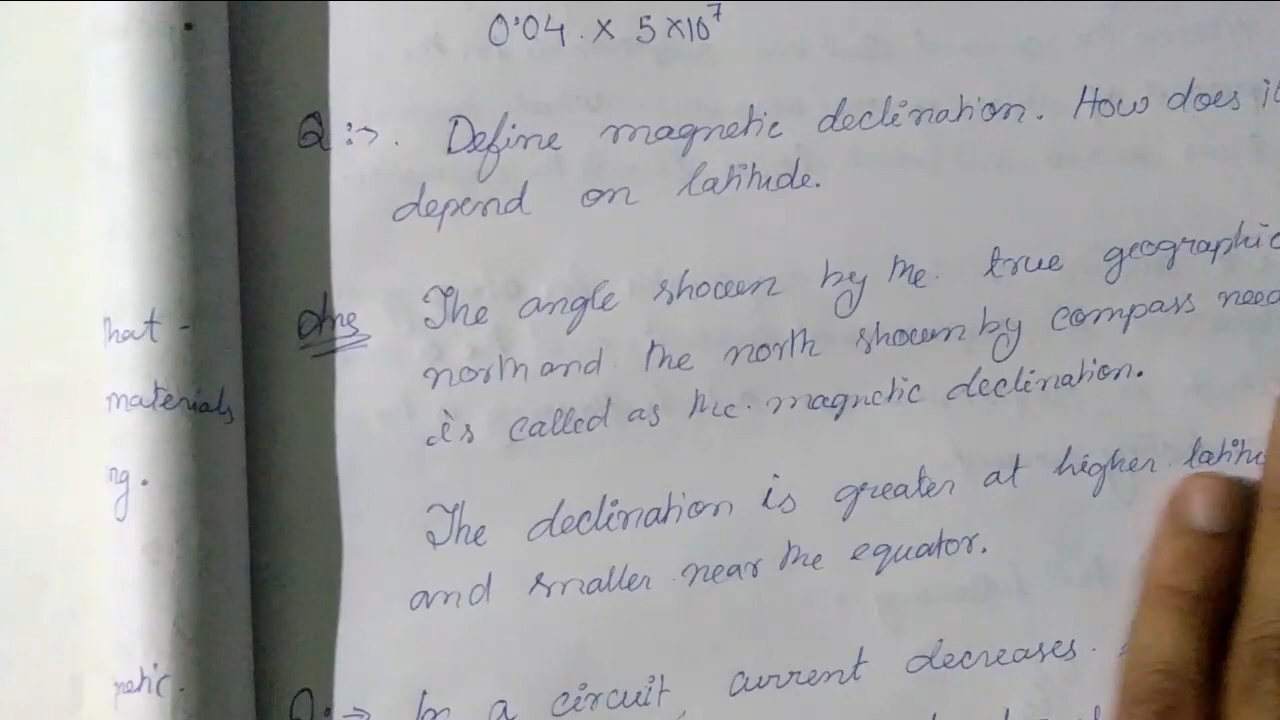 0.04 . × 5 × 10⁷
Q :→. Define magnetic declination. How does it
depend on latitude.
Ans The angle shown by the. true geographic
north and the north shown by compass need
is called as the. magnetic declination.
The declination is greater at higher latitu
and smaller near the equator.
Q :→ In a circuit, current decreases.
that -
materials
ng.
netic.